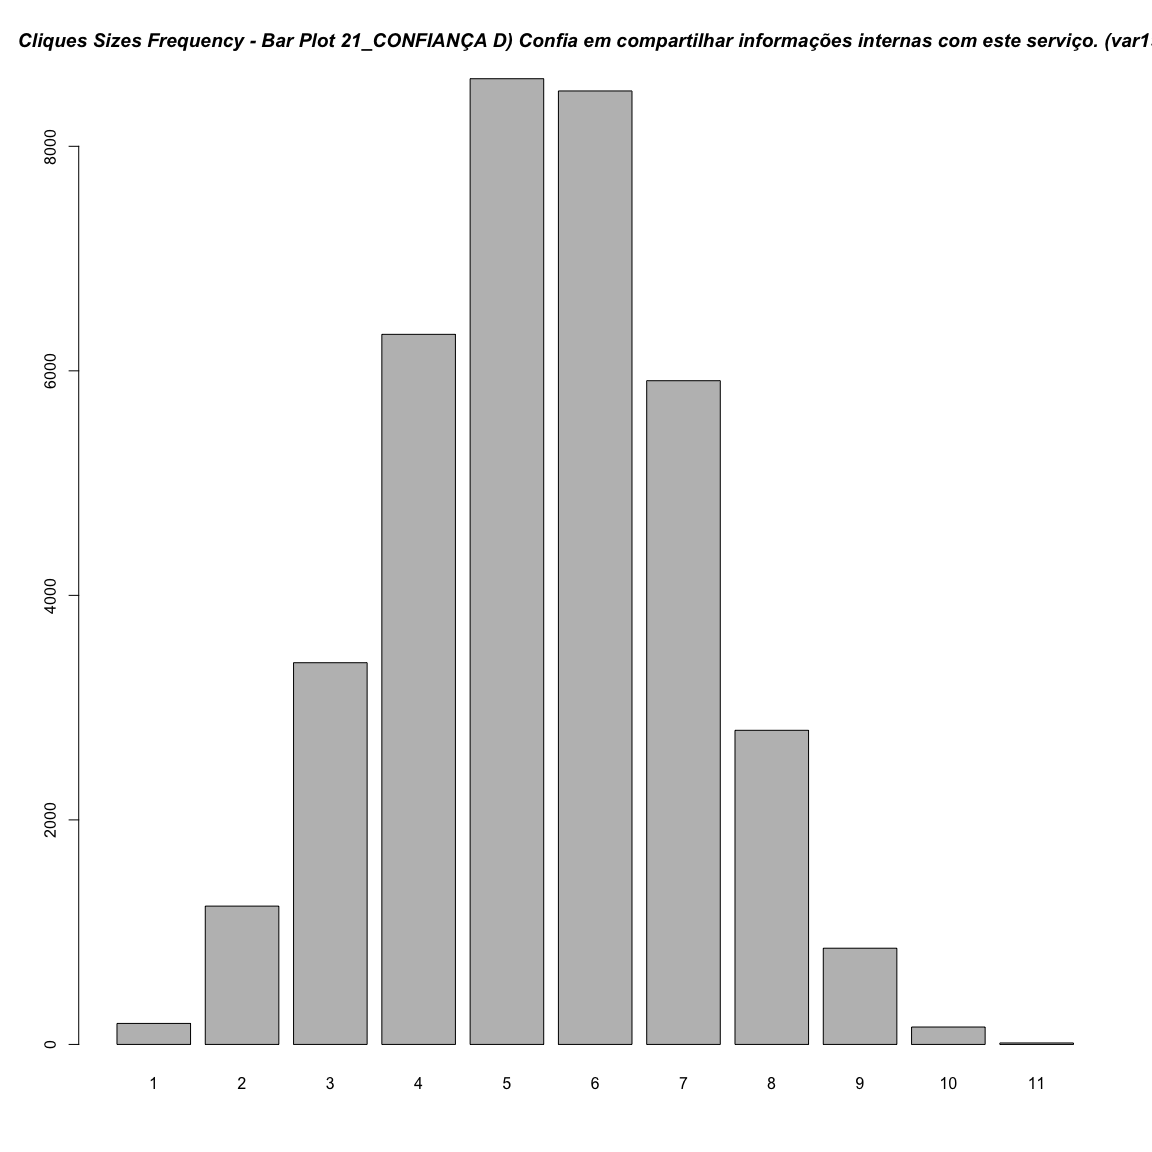 Cliques Sizes Frequency - Bar Plot 21_CONFIANÇA D) Confia em compartilhar informações internas com este serviço. (var1
8000
6000
4000
2000
0
1 2 3 4 5 6 7 8 9 10 11